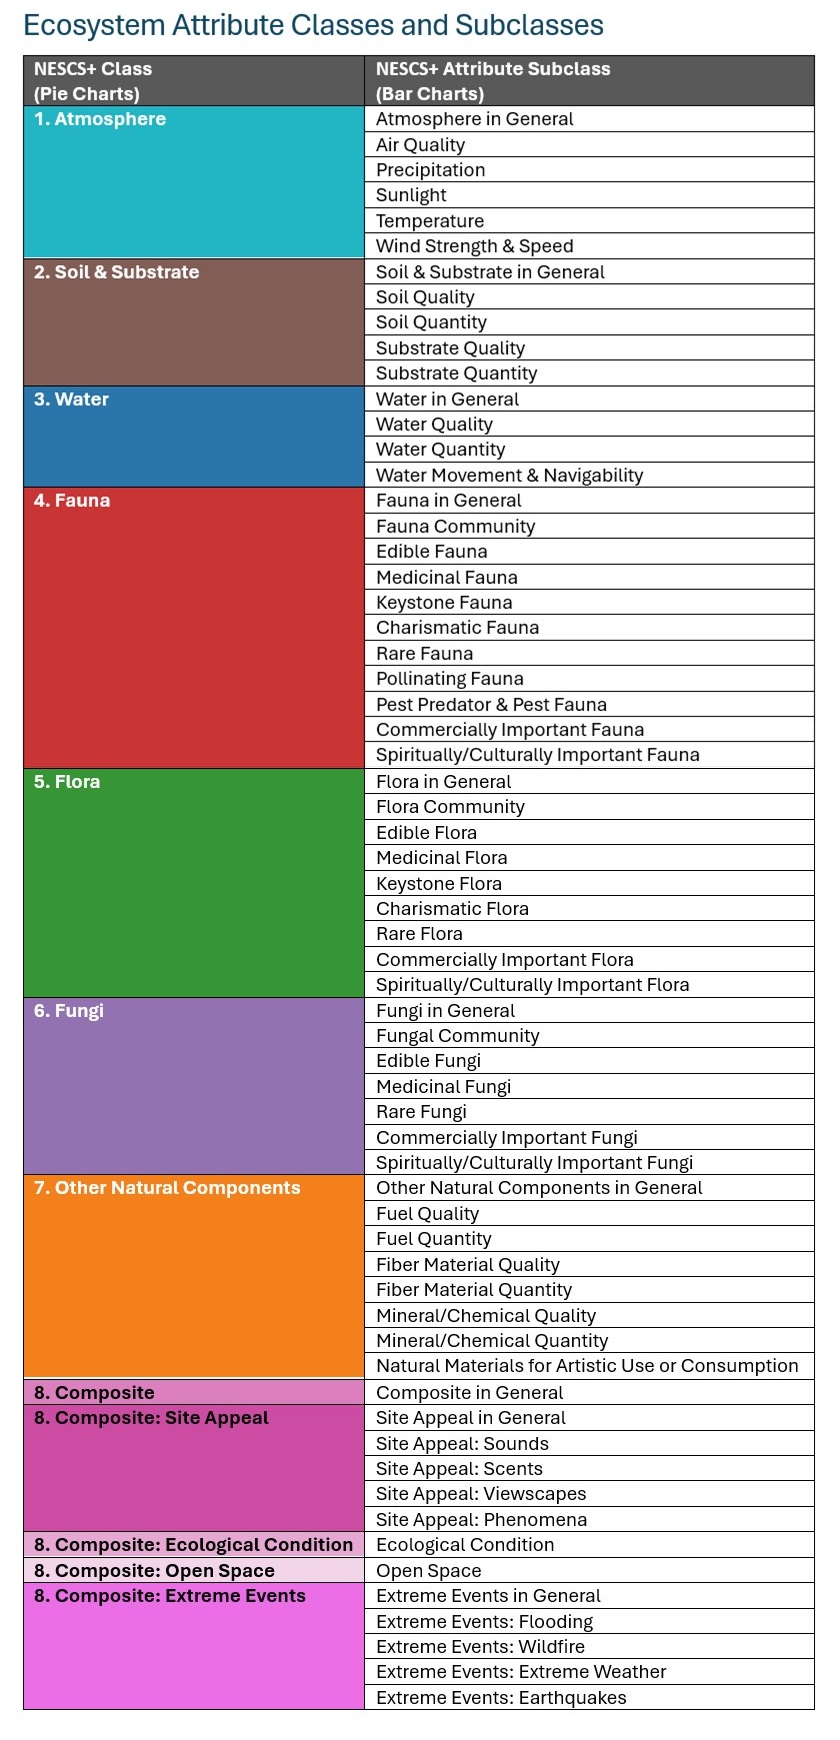 Ecosystem Attribute Classes and Subclasses
NESCS+ Class
(Pie Charts)
NESCS+ Attribute Subclass
(Bar Charts)
1. Atmosphere
Atmosphere in General
Air Quality
Precipitation
Sunlight
Temperature
Wind Strength & Speed
2. Soil & Substrate
Soil & Substrate in General
Soil Quality
Soil Quantity
Substrate Quality
Substrate Quantity
3. Water
Water in General
Water Quality
Water Quantity
Water Movement & Navigability
4. Fauna
Fauna in General
Fauna Community
Edible Fauna
Medicinal Fauna
Keystone Fauna
Charismatic Fauna
Rare Fauna
Pollinating Fauna
Pest Predator & Pest Fauna
Commercially Important Fauna
Spiritually/Culturally Important Fauna
5. Flora
Flora in General
Flora Community
Edible Flora
Medicinal Flora
Keystone Flora
Charismatic Flora
Rare Flora
Commercially Important Flora
Spiritually/Culturally Important Flora
6. Fungi
Fungi in General
Fungal Community
Edible Fungi
Medicinal Fungi
Rare Fungi
Commercially Important Fungi
Spiritually/Culturally Important Fungi
7. Other Natural Components
Other Natural Components in General
Fuel Quality
Fuel Quantity
Fiber Material Quality
Fiber Material Quantity
Mineral/Chemical Quality
Mineral/Chemical Quantity
Natural Materials for Artistic Use or Consumption
8. Composite
Composite in General
8. Composite: Site Appeal
Site Appeal in General
Site Appeal: Sounds
Site Appeal: Scents
Site Appeal: Viewscapes
Site Appeal: Phenomena
8. Composite: Ecological Condition
Ecological Condition
8. Composite: Open Space
Open Space
8. Composite: Extreme Events
Extreme Events in General
Extreme Events: Flooding
Extreme Events: Wildfire
Extreme Events: Extreme Weather
Extreme Events: Earthquakes